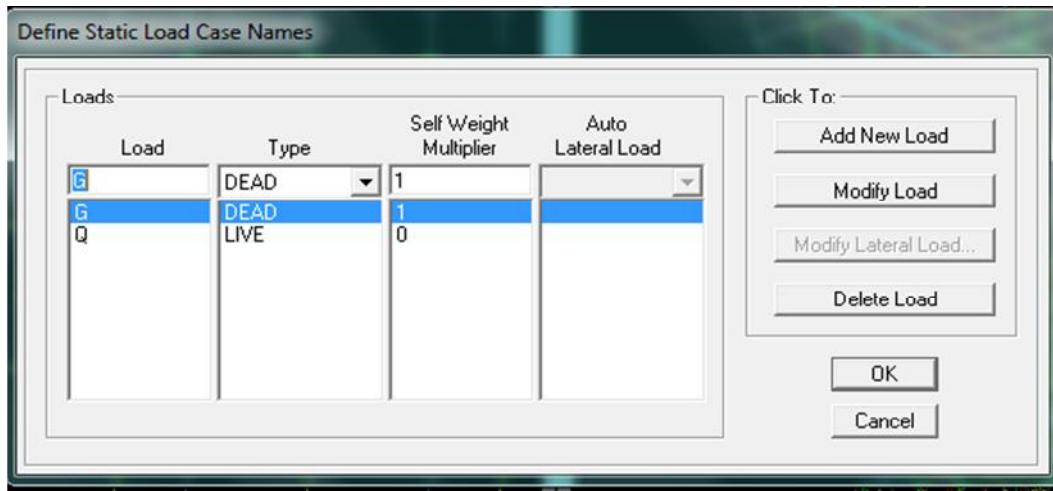 Define Static Load Case Names
Loads
Click To:
Load Type Self Weight Multiplier Auto Lateral Load
G DEAD 1
G DEAD 1
Q LIVE 0
Add New Load
Modify Load
Modify Lateral Load...
Delete Load
OK
Cancel